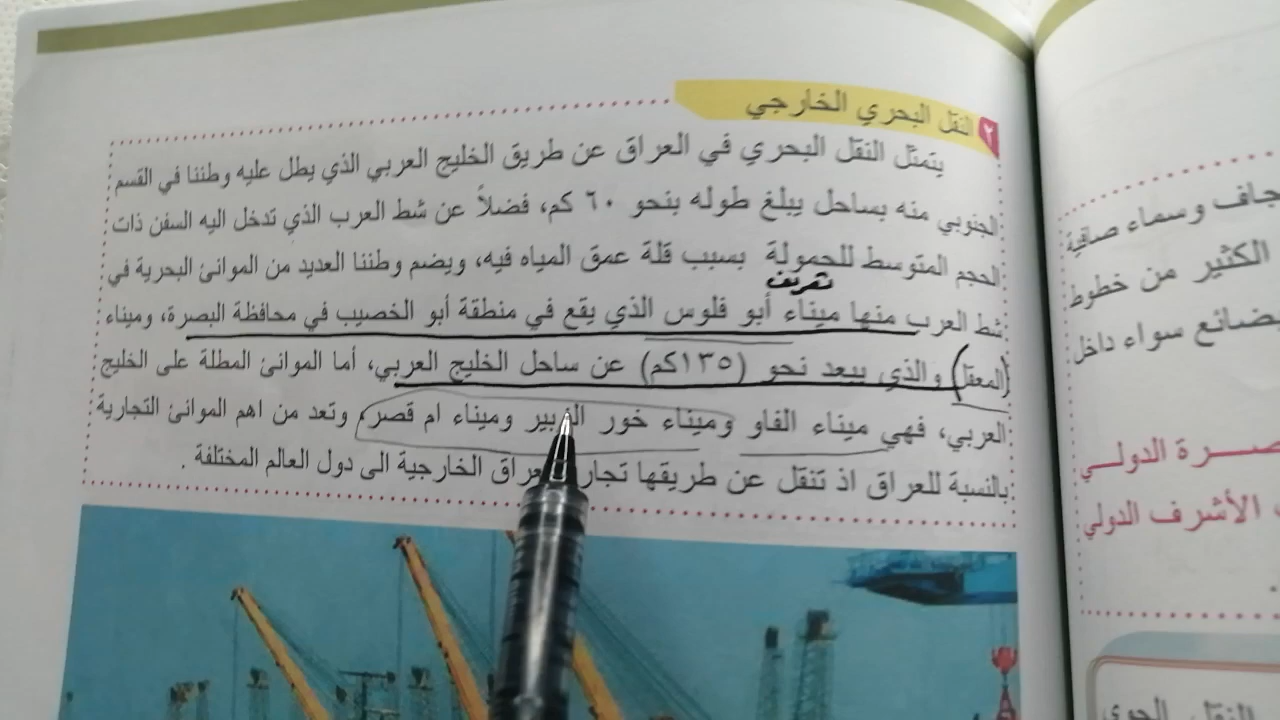 ٢ النقل البحري الخارجي
يتمثل النقل البحري في العراق عن طريق الخليج العربي الذي يطل عليه وطننا في القسم
الجنوبي منه بساحل يبلغ طوله بنحو ٦٠ كم، فضلاً عن شط العرب الذي تدخل اليه السفن ذات
الحجم المتوسط للحمولة بسبب قلة عمق المياه فيه، ويضم وطننا العديد من الموانئ البحرية في
تعريف
شط العرب منها ميناء أبو فلوس الذي يقع في منطقة أبو الخصيب في محافظة البصرة، وميناء
(المعقل) والذي يبعد نحو (١٣٥كم) عن ساحل الخليج العربي، أما الموانئ المطلة على الخليج
العربي، فهي ميناء الفاو وميناء خور الزبير وميناء ام قصر، وتعد من اهم الموانئ التجارية
بالنسبة للعراق اذ تنقل عن طريقها تجارة العراق الخارجية الى دول العالم المختلفة .
جاف وسماء صافية
الكثير من خطوط
بضائع سواء داخل
صرة الدولي
الأشرف الدولي
النقل الجوي